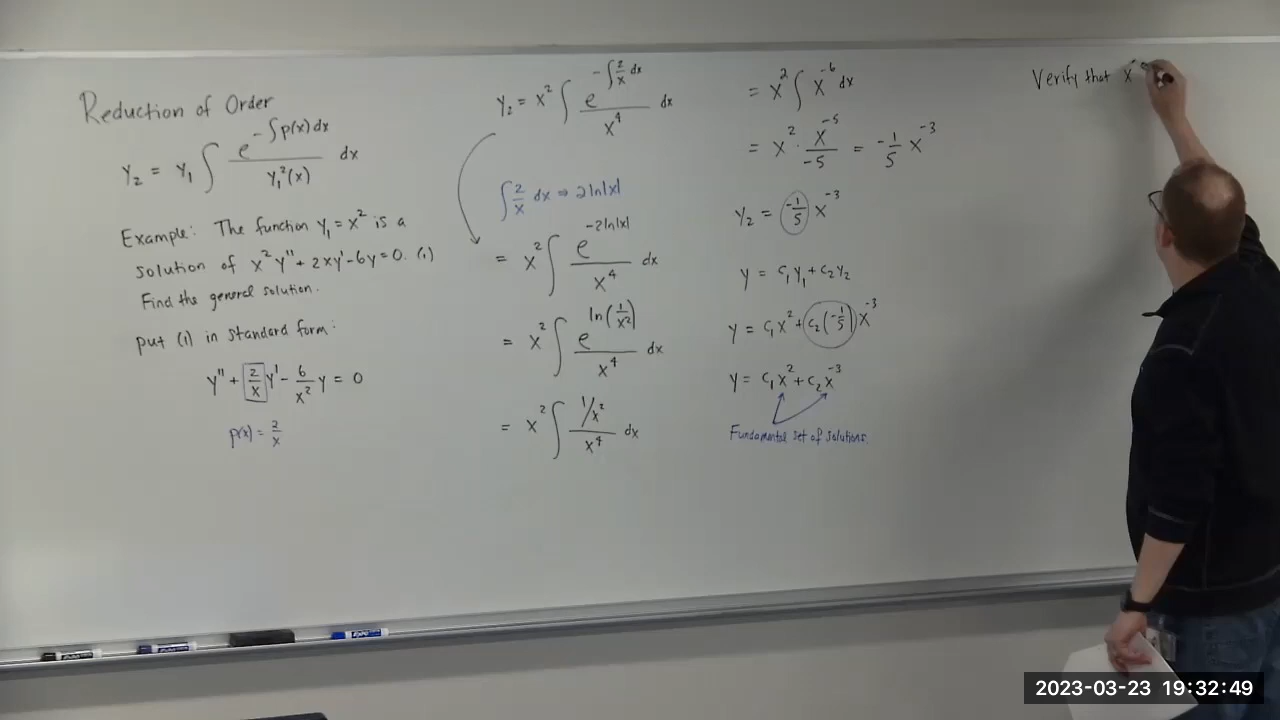 Reduction of Order
y₂ = y₁ ∫ e^(-∫p(x)dx) / y₁²(x) dx
Example: The function y₁ = x² is a
solution of x²y'' + 2xy' - 6y = 0. (1)
Find the general solution.
put (1) in standard form:
y'' + 2/x y' - 6/x² y = 0
p(x) = 2/x
y₂ = x² ∫ e^(-∫2/x dx) / x⁴ dx
∫ 2/x dx ⇒ 2ln|x|
= x² ∫ e^(-2ln|x|) / x⁴ dx
= x² ∫ e^(ln(1/x²)) / x⁴ dx
= x² ∫ (1/x²) / x⁴ dx
= x² ∫ x⁻⁶ dx
= x² · x⁻⁵/-5 = -1/5 x⁻³
y₂ = (-1/5) x⁻³
y = c₁y₁ + c₂y₂
y = c₁x² + c₂(-1/5)x⁻³
y = c₁x² + c₂x⁻³
Fundamental set of solutions.
Verify that x
2023-03-23 19:32:49